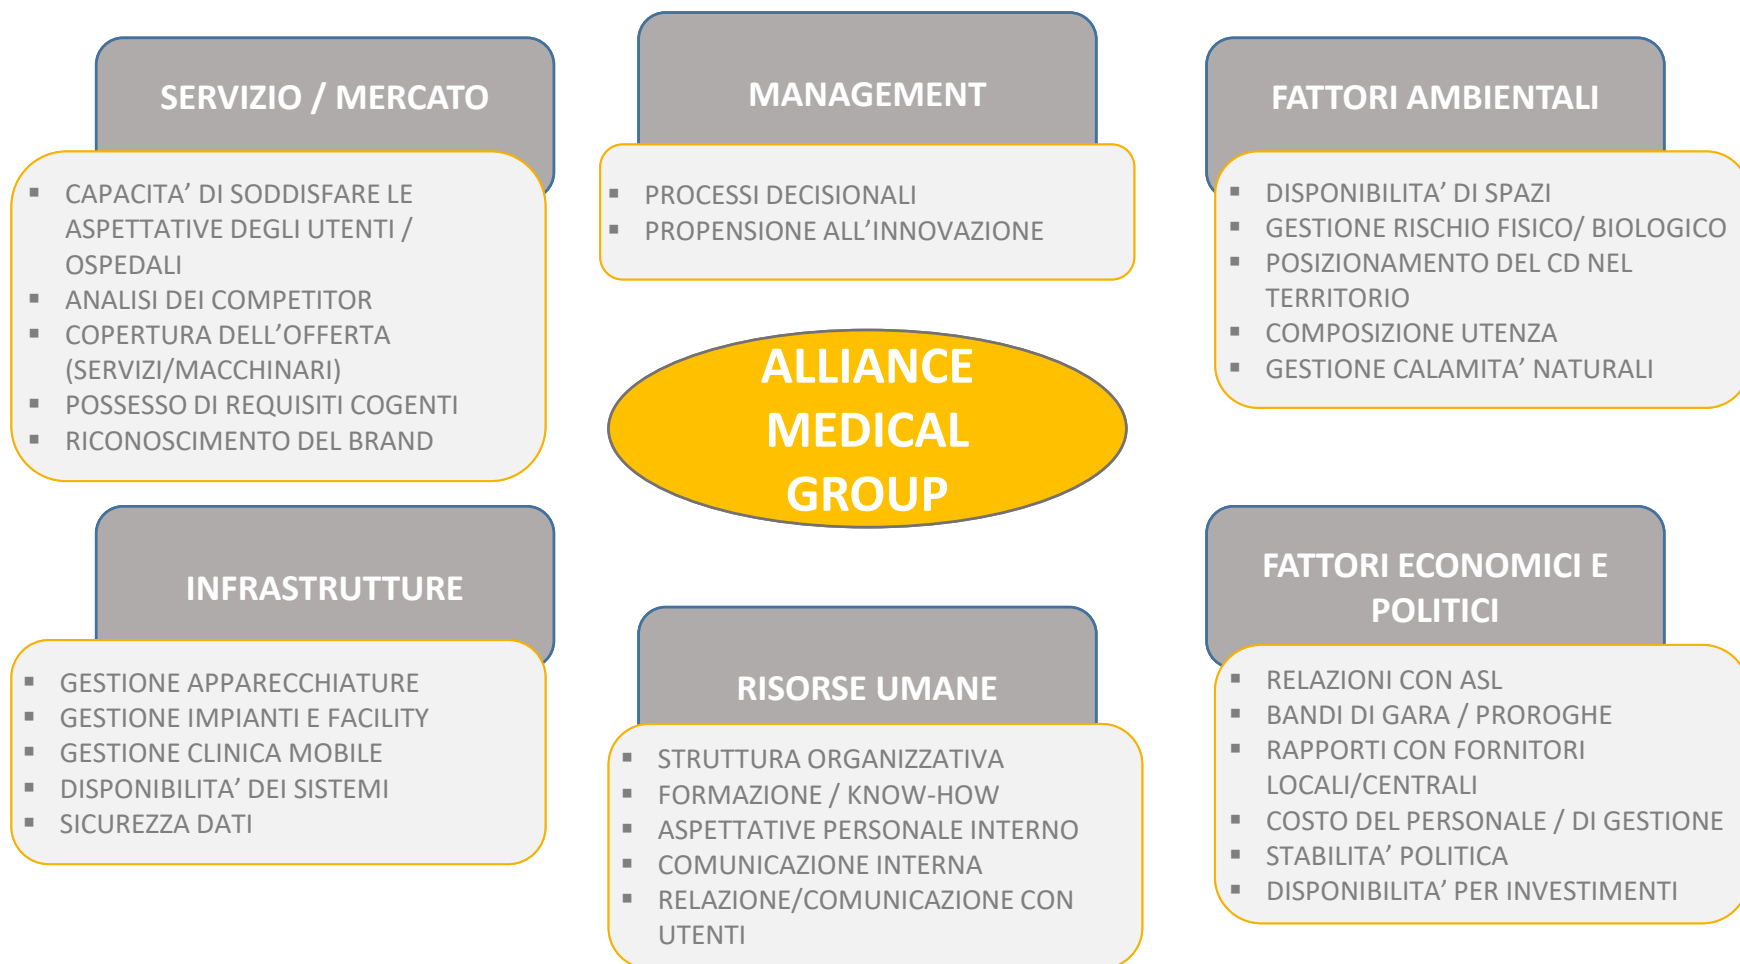 SERVIZIO / MERCATO
CAPACITA’ DI SODDISFARE LE
ASPETTATIVE DEGLI UTENTI /
OSPEDALI
ANALISI DEI COMPETITOR
COPERTURA DELL’OFFERTA
(SERVIZI/MACCHINARI)
POSSESSO DI REQUISITI COGENTI
RICONOSCIMENTO DEL BRAND
MANAGEMENT
PROCESSI DECISIONALI
PROPENSIONE ALL’INNOVAZIONE
FATTORI AMBIENTALI
DISPONIBILITA’ DI SPAZI
GESTIONE RISCHIO FISICO/ BIOLOGICO
POSIZIONAMENTO DEL CD NEL
TERRITORIO
COMPOSIZIONE UTENZA
GESTIONE CALAMITA’ NATURALI
ALLIANCE
MEDICAL
GROUP
INFRASTRUTTURE
GESTIONE APPARECCHIATURE
GESTIONE IMPIANTI E FACILITY
GESTIONE CLINICA MOBILE
DISPONIBILITA’ DEI SISTEMI
SICUREZZA DATI
RISORSE UMANE
STRUTTURA ORGANIZZATIVA
FORMAZIONE / KNOW-HOW
ASPETTATIVE PERSONALE INTERNO
COMUNICAZIONE INTERNA
RELAZIONE/COMUNICAZIONE CON
UTENTI
FATTORI ECONOMICI E
POLITICI
RELAZIONI CON ASL
BANDI DI GARA / PROROGHE
RAPPORTI CON FORNITORI
LOCALI/CENTRALI
COSTO DEL PERSONALE / DI GESTIONE
STABILITA’ POLITICA
DISPONIBILITA’ PER INVESTIMENTI